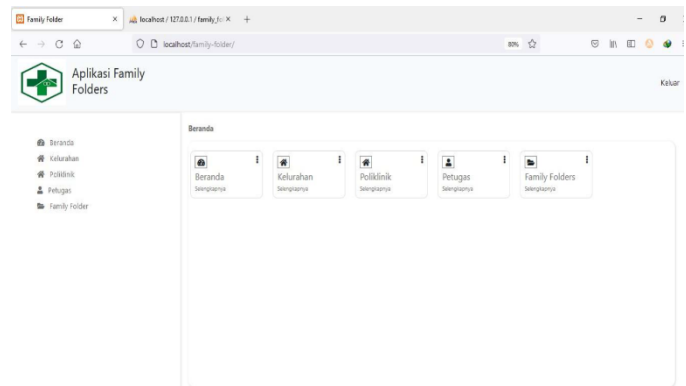 Family Folder
localhost / 127.0.0.1 / family_fo
localhost/family-folder/
80%
Aplikasi Family
Folders
Keluar
Beranda
Kelurahan
Poliklinik
Petugas
Family Folder
Beranda
Beranda
Selengkapnya
Kelurahan
Selengkapnya
Poliklinik
Selengkapnya
Petugas
Selengkapnya
Family Folders
Selengkapnya